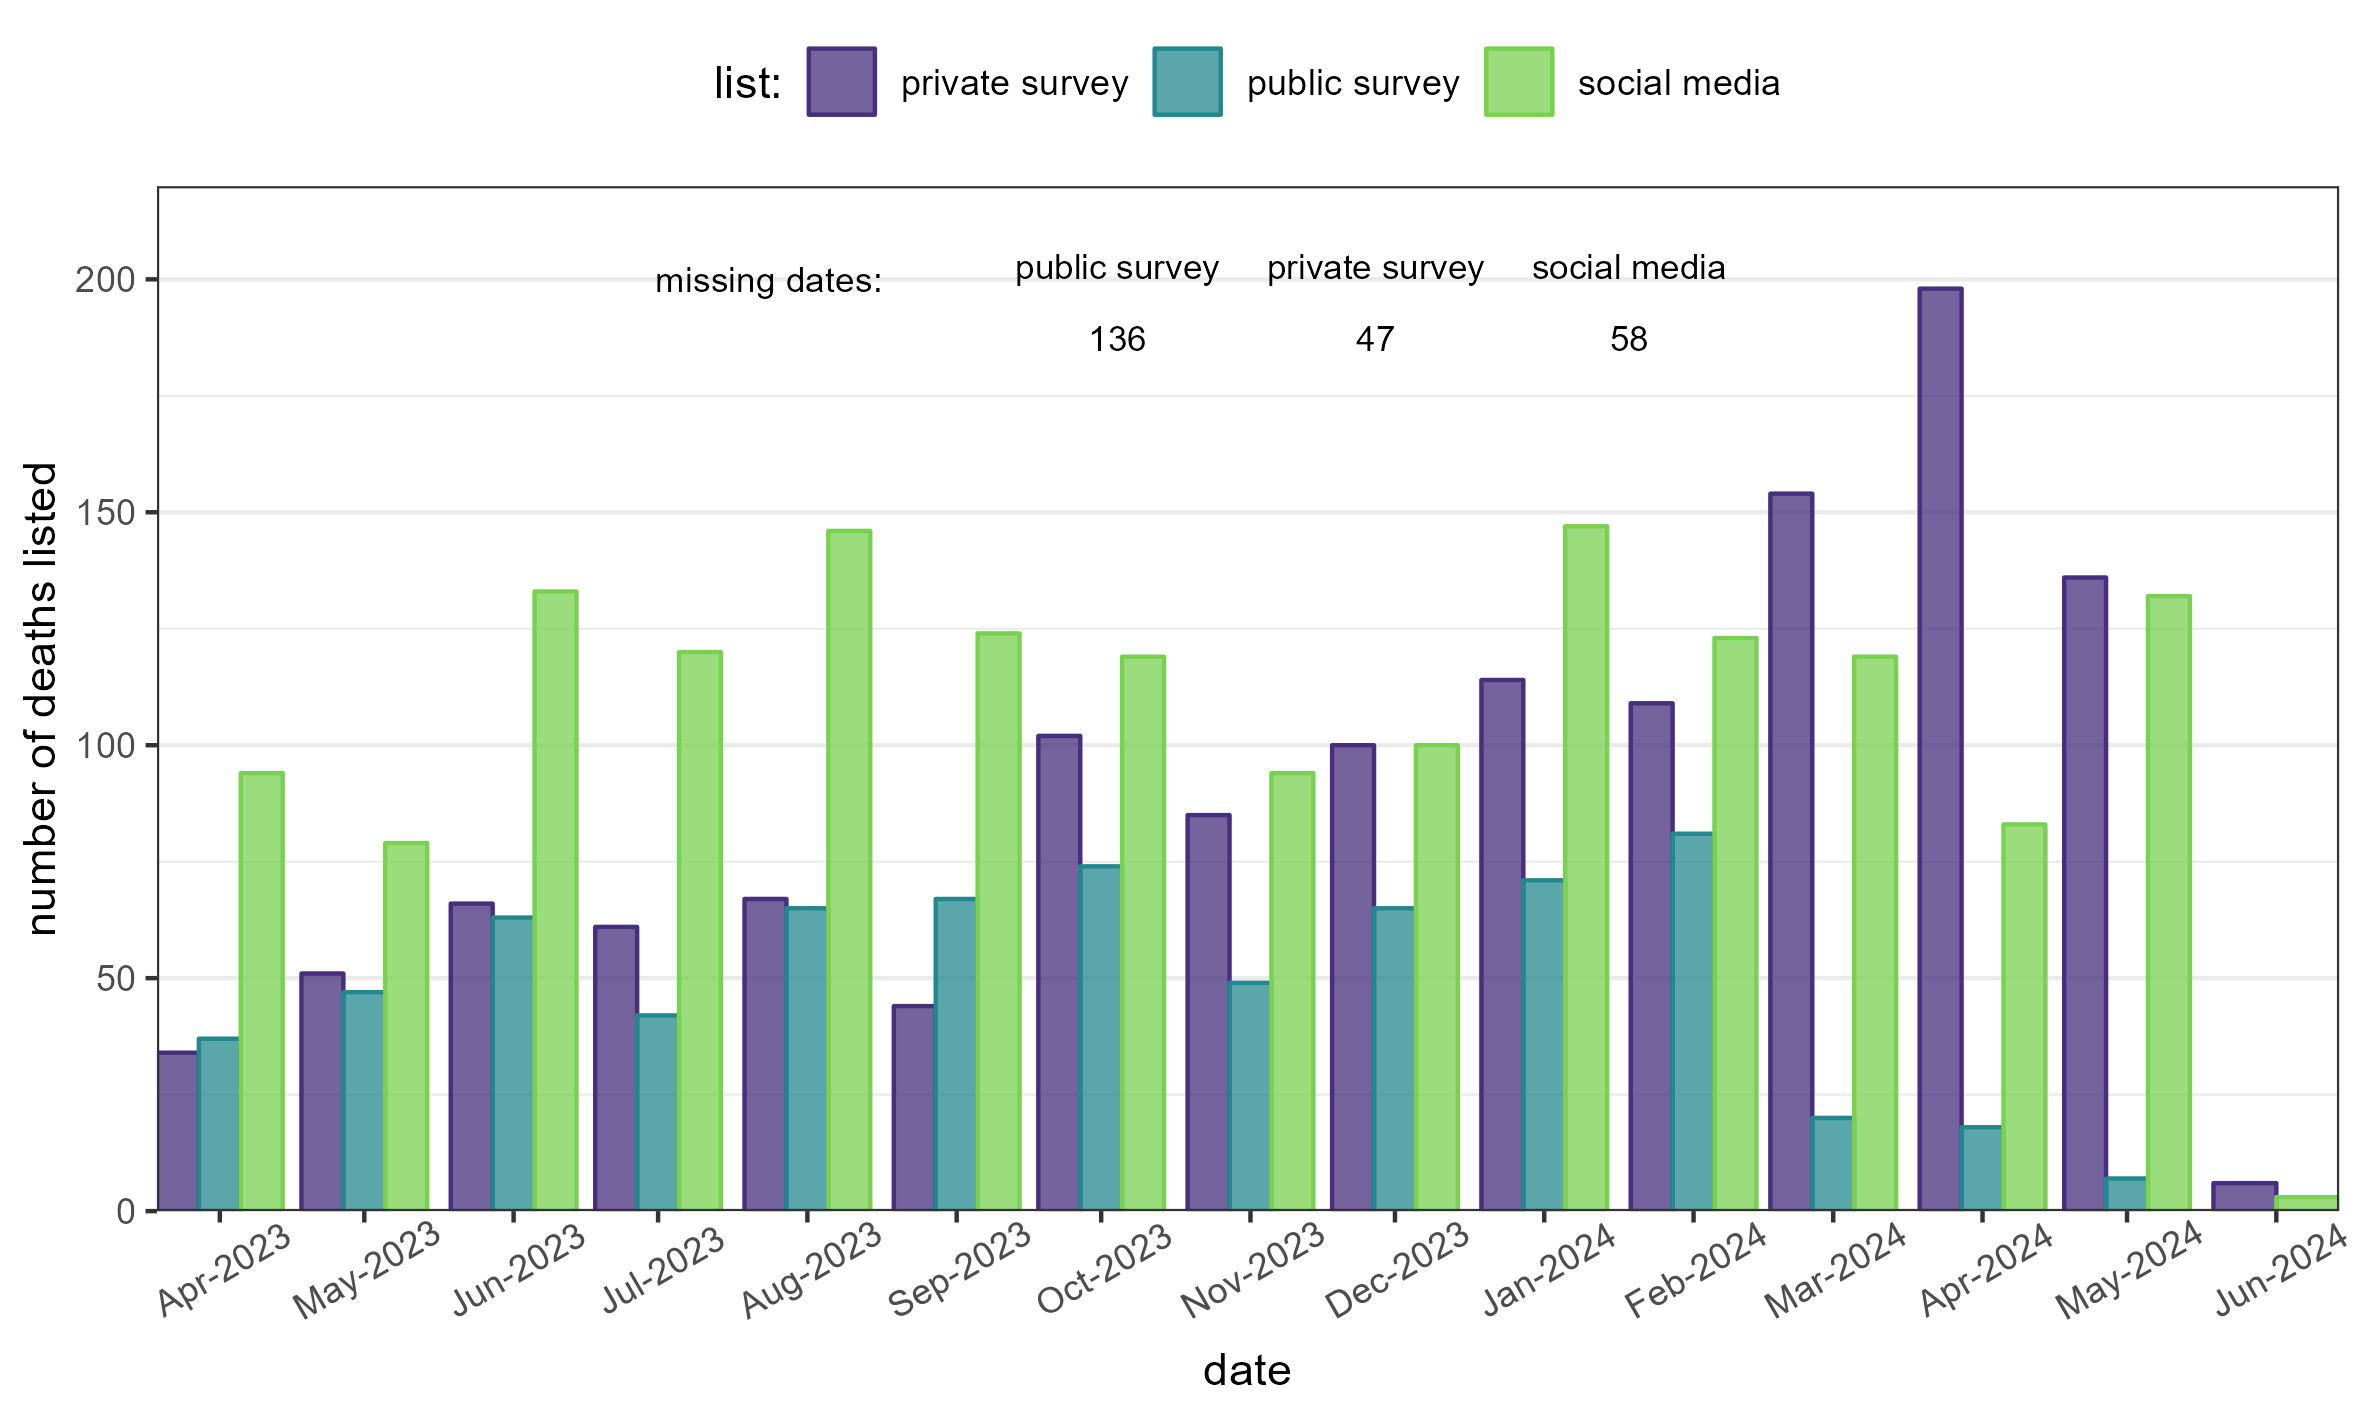 list: private survey public survey social media
missing dates: public survey private survey social media
136 47 58
number of deaths listed
200
150
100
50
0
Apr-2023 May-2023 Jun-2023 Jul-2023 Aug-2023 Sep-2023 Oct-2023 Nov-2023 Dec-2023 Jan-2024 Feb-2024 Mar-2024 Apr-2024 May-2024 Jun-2024
date